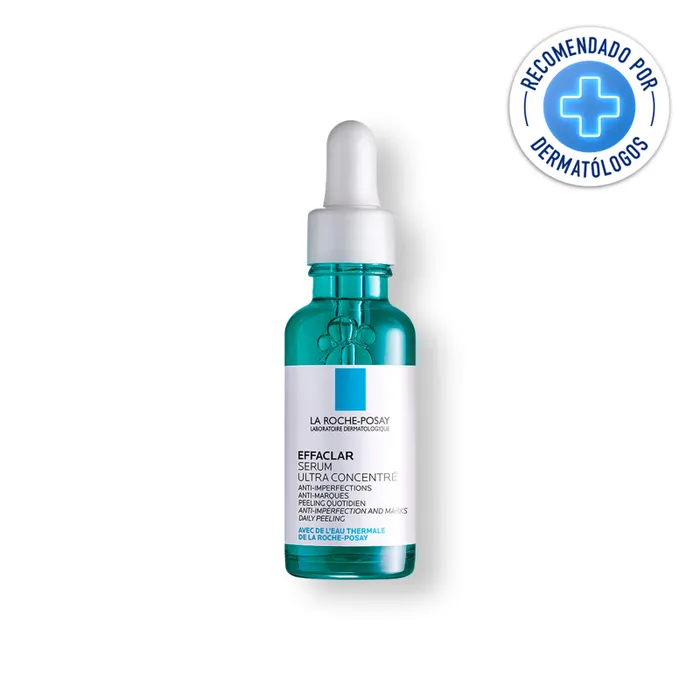 RECOMENDADO POR
DERMATÓLOGOS
LA ROCHE-POSAY
LABORATOIRE DERMATOLOGIQUE
EFFACLAR
SERUM
ULTRA CONCENTRÉ
ANTI-IMPERFECTIONS
ANTI-MARQUES
PEELING QUOTIDIEN
ANTI-IMPERFECTION AND MARKS
DAILY PEELING
AVEC DE L'EAU THERMALE
DE LA ROCHE-POSAY